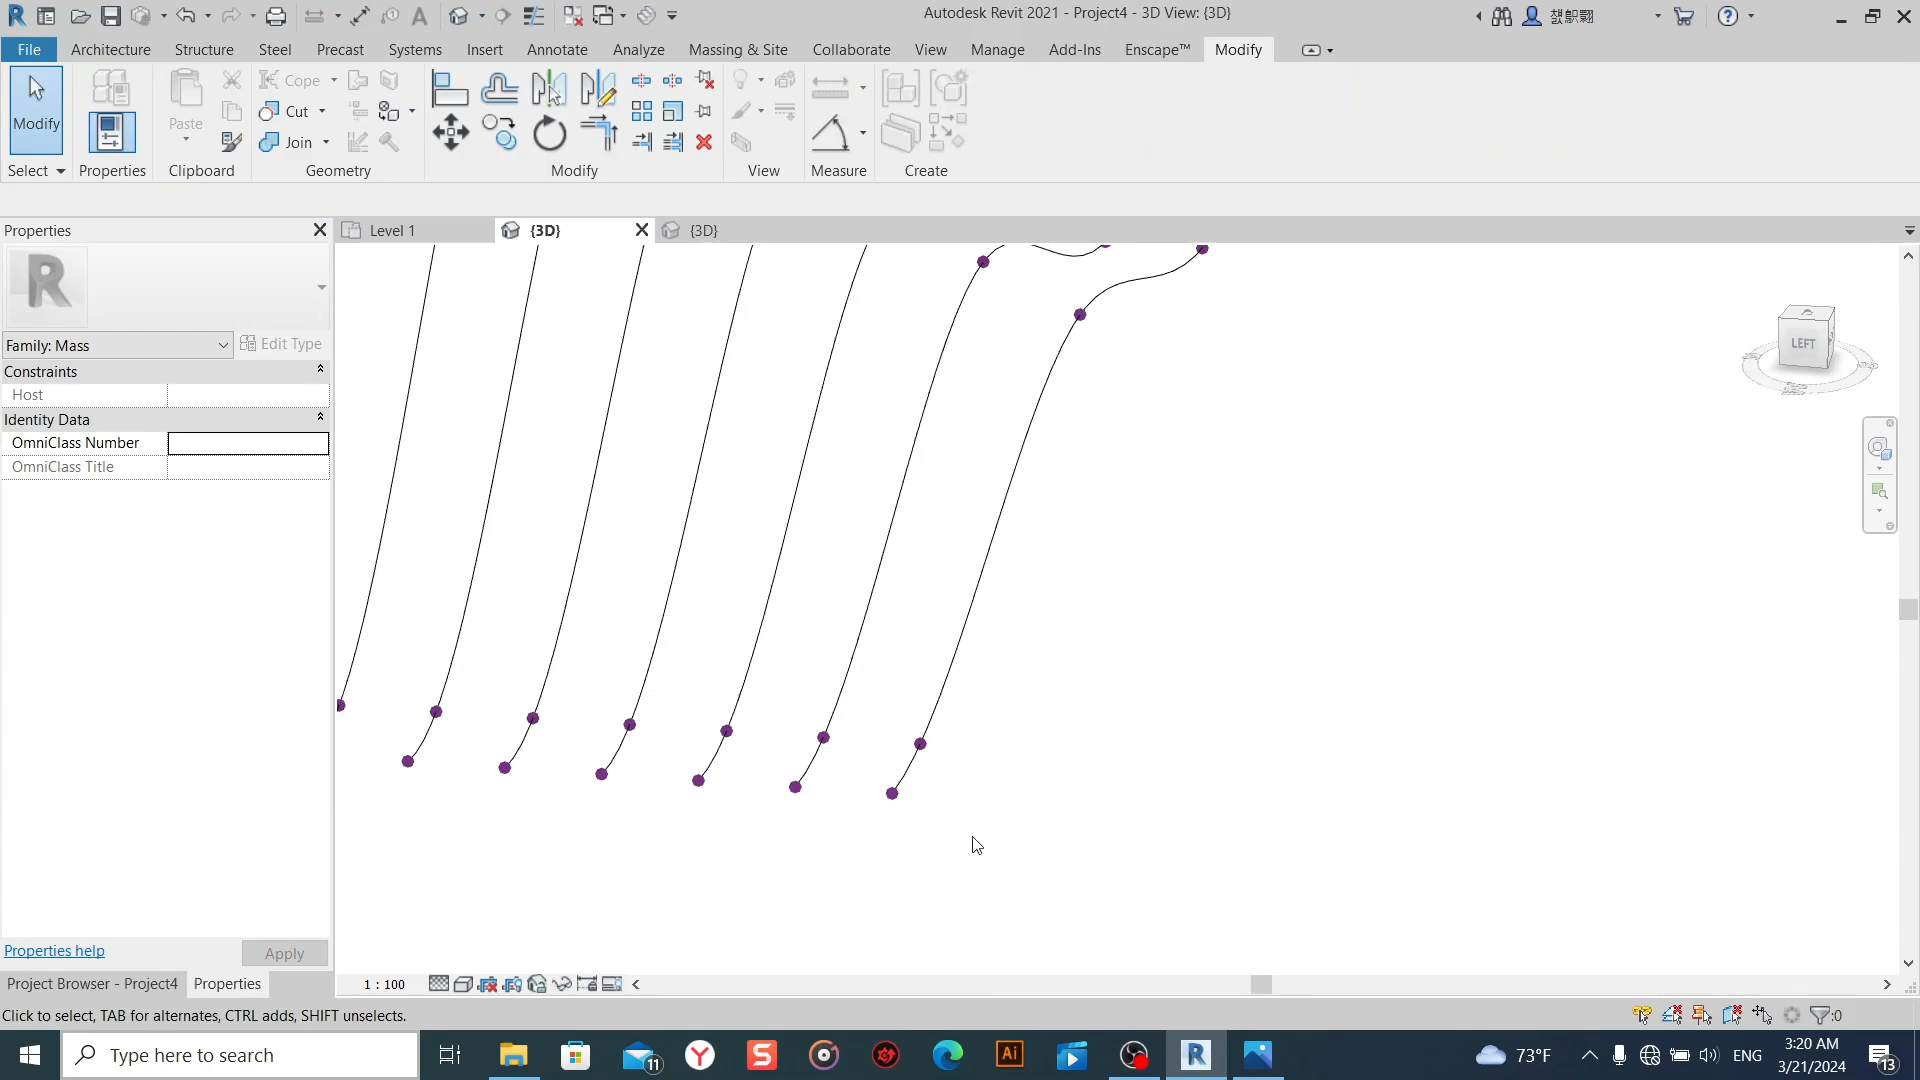 Autodesk Revit 2021 - Project4 - 3D View: {3D}
File Architecture Structure Steel Precast Systems Insert Annotate Analyze Massing & Site Collaborate View Manage Add-Ins Enscape™ Modify
Modify
Paste
Cope
Cut
Join
Select Properties Clipboard Geometry Modify View Measure Create
Properties
Level 1
{3D}
{3D}
Family: Mass
Edit Type
Constraints
Host
Identity Data
OmniClass Number
OmniClass Title
LEFT
Properties help
Apply
Project Browser - Project4
Properties
1 : 100
Click to select, TAB for alternates, CTRL adds, SHIFT unselects.
:0
Type here to search
11
73°F
ENG
3:20 AM
3/21/2024
13